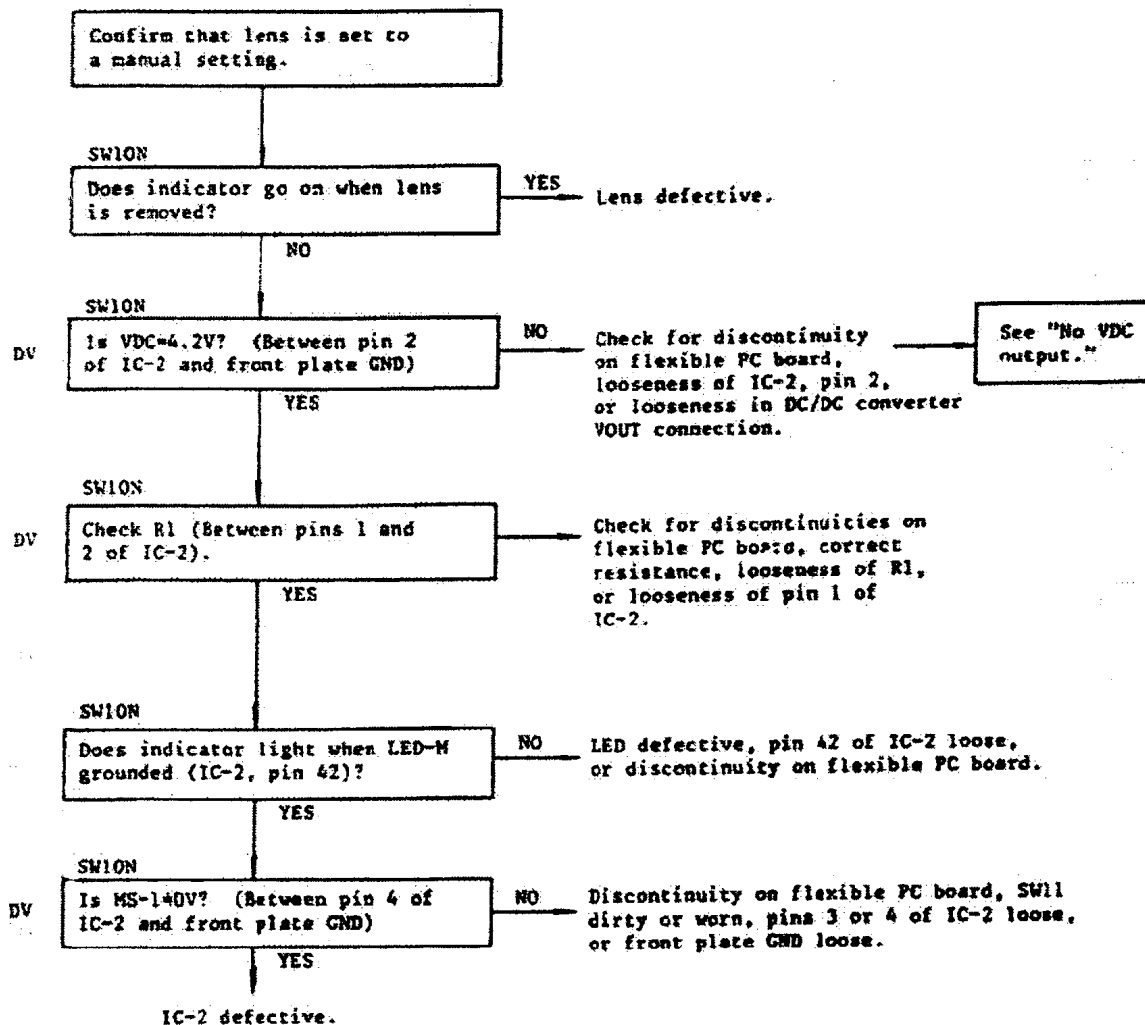 Confirm that lens is set to
a manual setting.
SW1ON
Does indicator go on when lens
is removed?
YES
Lens defective.
NO
SW1ON
DV
Is VDC=4.2V? (Between pin 2
of IC-2 and front plate GND)
NO
Check for discontinuity
on flexible PC board,
looseness of IC-2, pin 2,
or looseness in DC/DC converter
VOUT connection.
See "No VDC
output."
YES
SW1ON
DV
Check R1 (Between pins 1 and
2 of IC-2).
Check for discontinuities on
flexible PC board, correct
resistance, looseness of R1,
or looseness of pin 1 of
IC-2.
YES
SW1ON
Does indicator light when LED-M
grounded (IC-2, pin 42)?
NO
LED defective, pin 42 of IC-2 loose,
or discontinuity on flexible PC board.
YES
SW1ON
DV
Is (Between pin 4 of
IC-2 and front plate GND)
NO
Discontinuity on flexible PC board, SW11
dirty or worn, pins 3 or 4 of IC-2 loose,
or front plate GND loose.
YES
IC-2 defective.